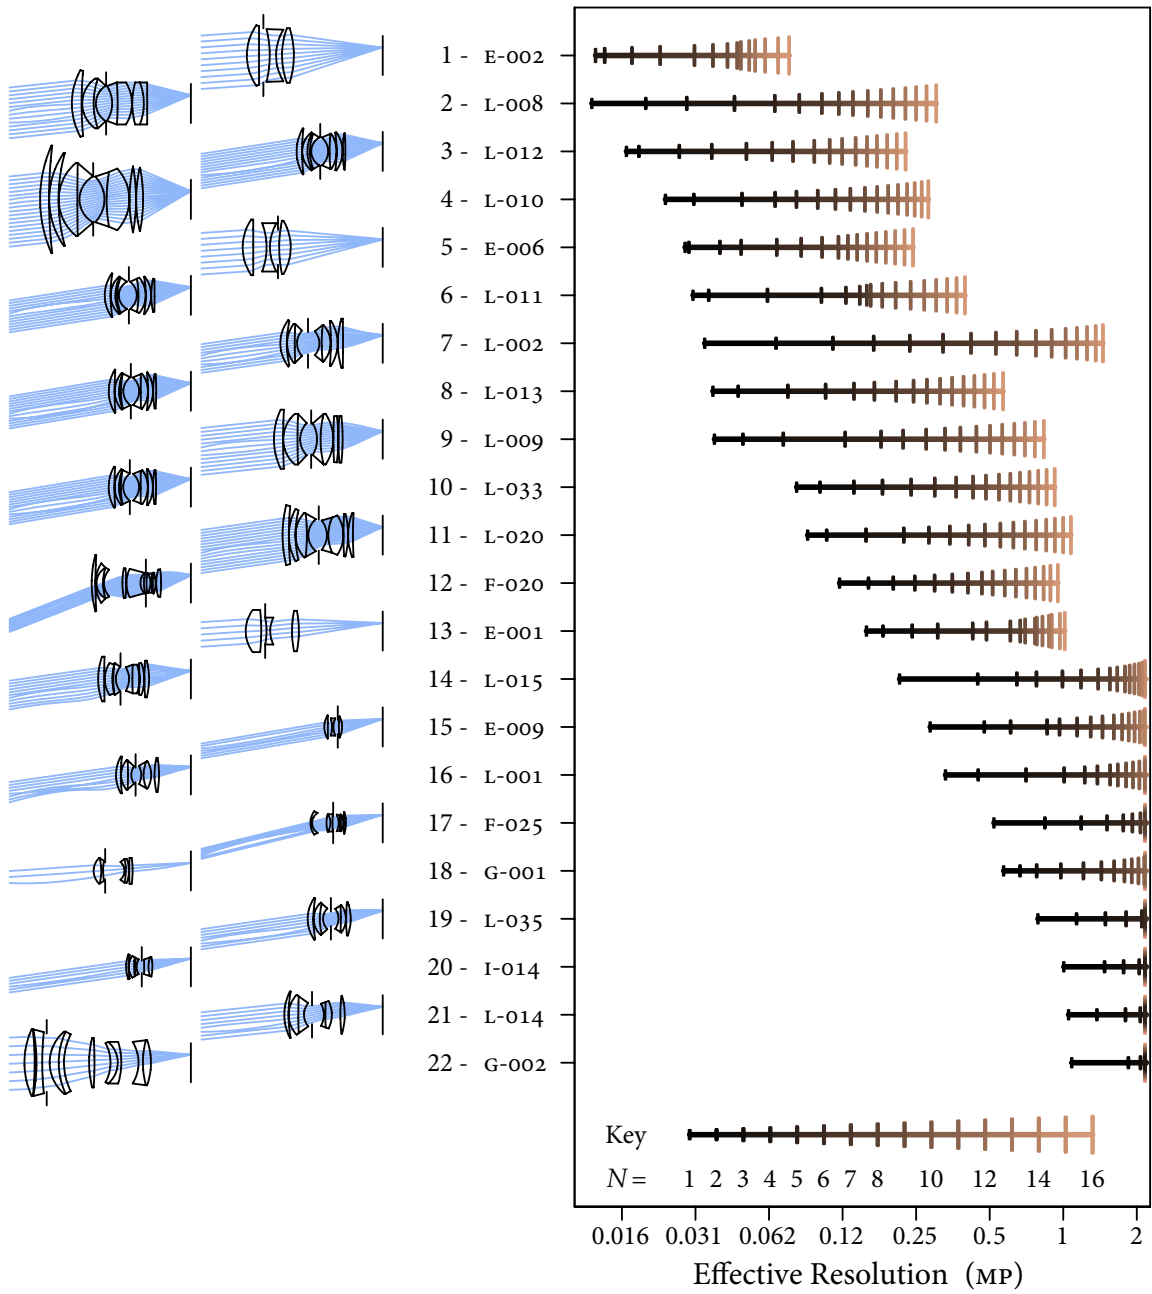 1 - E-002
2 - L-008
3 - L-012
4 - L-010
5 - E-006
6 - L-011
7 - L-002
8 - L-013
9 - L-009
10 - L-033
11 - L-020
12 - F-020
13 - E-001
14 - L-015
15 - E-009
16 - L-001
17 - F-025
18 - G-001
19 - L-035
20 - I-014
21 - L-014
22 - G-002
Key
N = 1 2 3 4 5 6 7 8 10 12 14 16
0.016 0.031 0.062 0.12 0.25 0.5 1 2
Effective Resolution (MP)